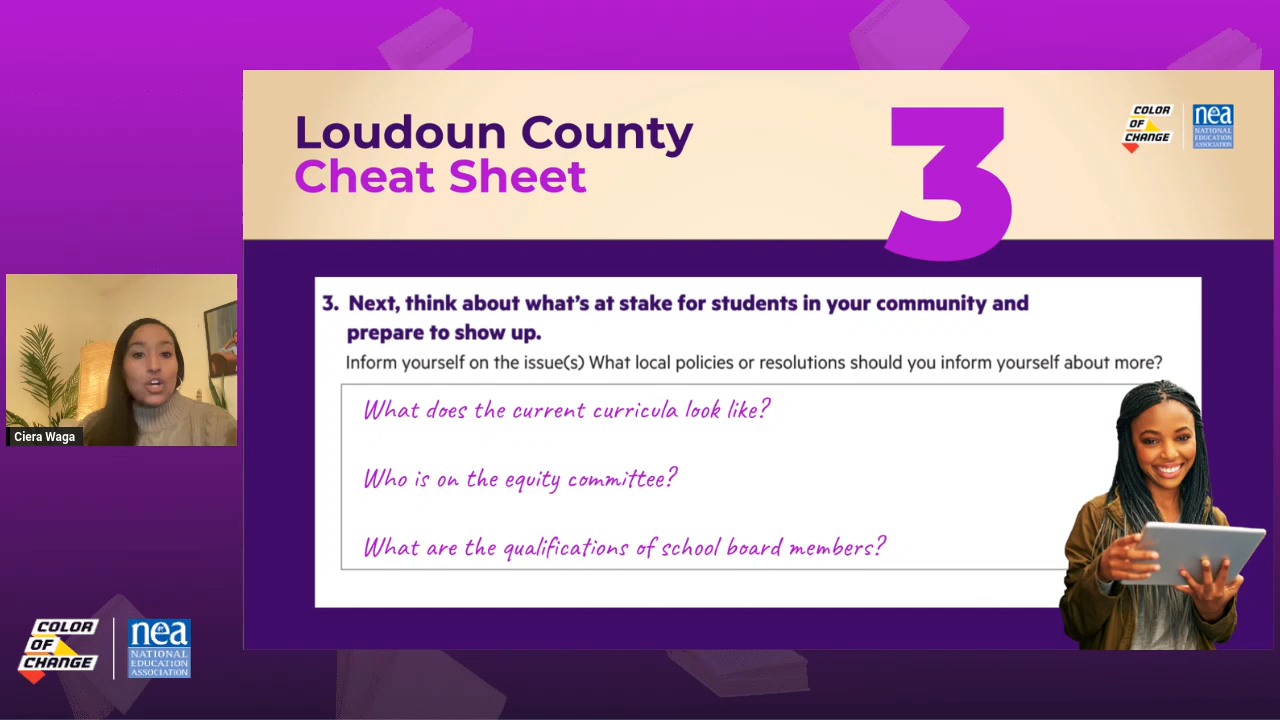 Loudoun County
Cheat Sheet
3
COLOR
OF
CHANGE
nea
NATIONAL
EDUCATION
ASSOCIATION
3. Next, think about what's at stake for students in your community and
prepare to show up.
Inform yourself on the issue(s) What local policies or resolutions should you inform yourself about more?
What does the current curricula look like?
Who is on the equity committee?
What are the qualifications of school board members?
Ciera Waga
COLOR
OF
CHANGE
nea
NATIONAL
EDUCATION
ASSOCIATION